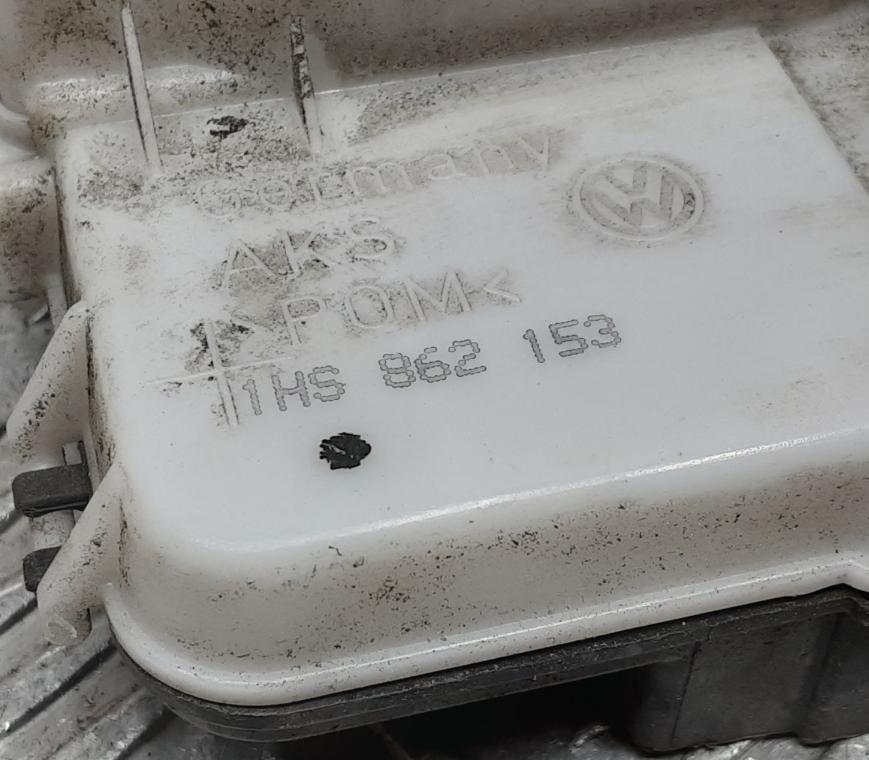 Germany
AKS
>POM<
1HS 862 153